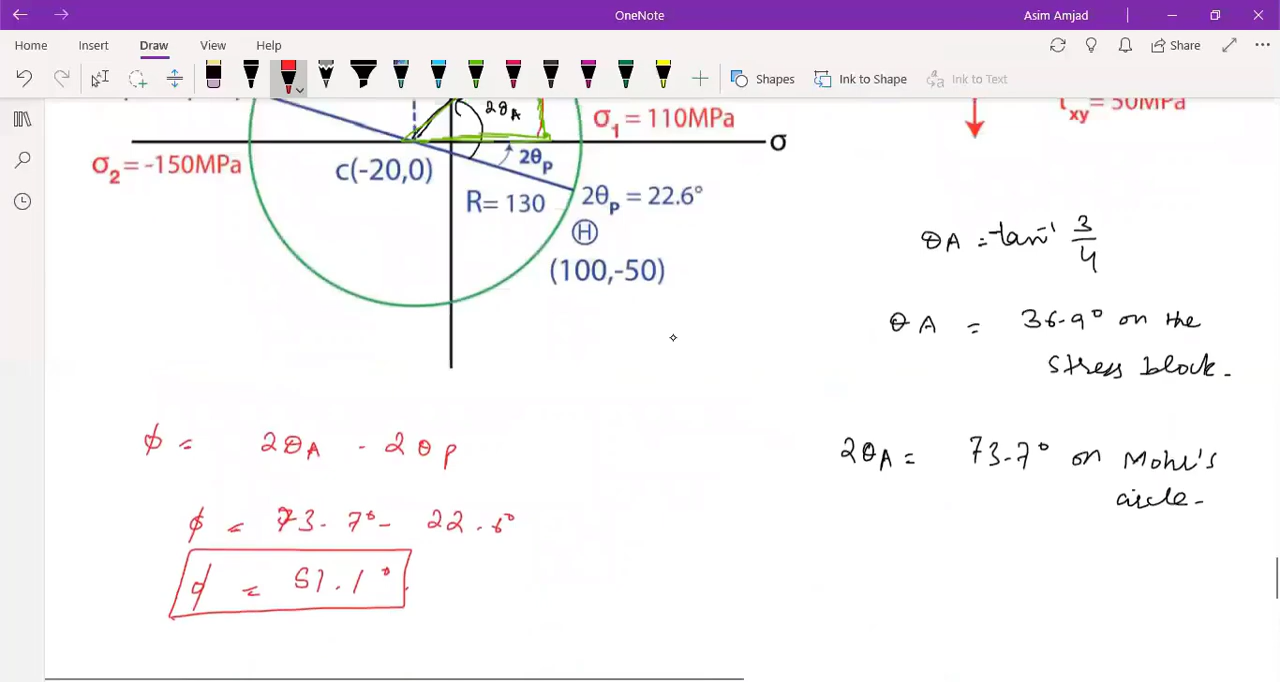 OneNote
Asim Amjad
Home Insert Draw View Help
Share
Shapes
Ink to Shape
Ink to Text
2θA
σ1 = 110MPa
τxy = 50MPa
σ
σ2 = -150MPa
c(-20,0)
2θp
R= 130
2θp = 22.6°
H
(100,-50)
θA = tan⁻¹ 3/4
θA = 36.9° on the
stress block.
2θA = 73.7° on Mohr's
circle.
ϕ = 2θA - 2θp
ϕ = 73.7° - 22.6°
ϕ = 51.1°